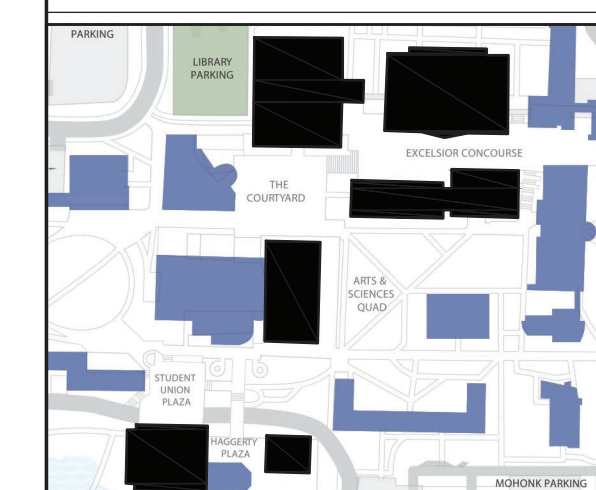 PARKING
LIBRARY
PARKING
EXCELSIOR CONCOURSE
THE
COURTYARD
ARTS &
SCIENCES
QUAD
STUDENT
UNION
PLAZA
HAGGERTY
PLAZA
MOHONK PARKING